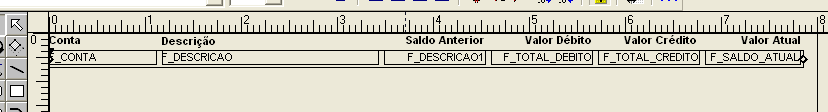 0 1 2 3 4 5 6 7 8
0 Conta Descrição Saldo Anterior Valor Débito Valor Crédito Valor Atual
F_CONTA F_DESCRICAO F_DESCRICAO1 F_TOTAL_DEBITO F_TOTAL_CREDITO F_SALDO_ATUAL